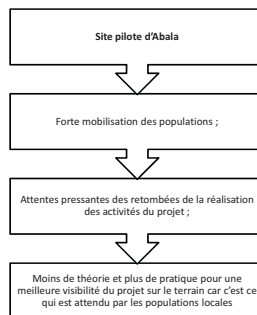 Site pilote d’Abala
Forte mobilisation des populations ;
Attentes pressantes des retombées de la réalisation
des activités du projet ;
Moins de théorie et plus de pratique pour une
meilleure visibilité du projet sur le terrain car c’est ce
qui est attendu par les populations locales